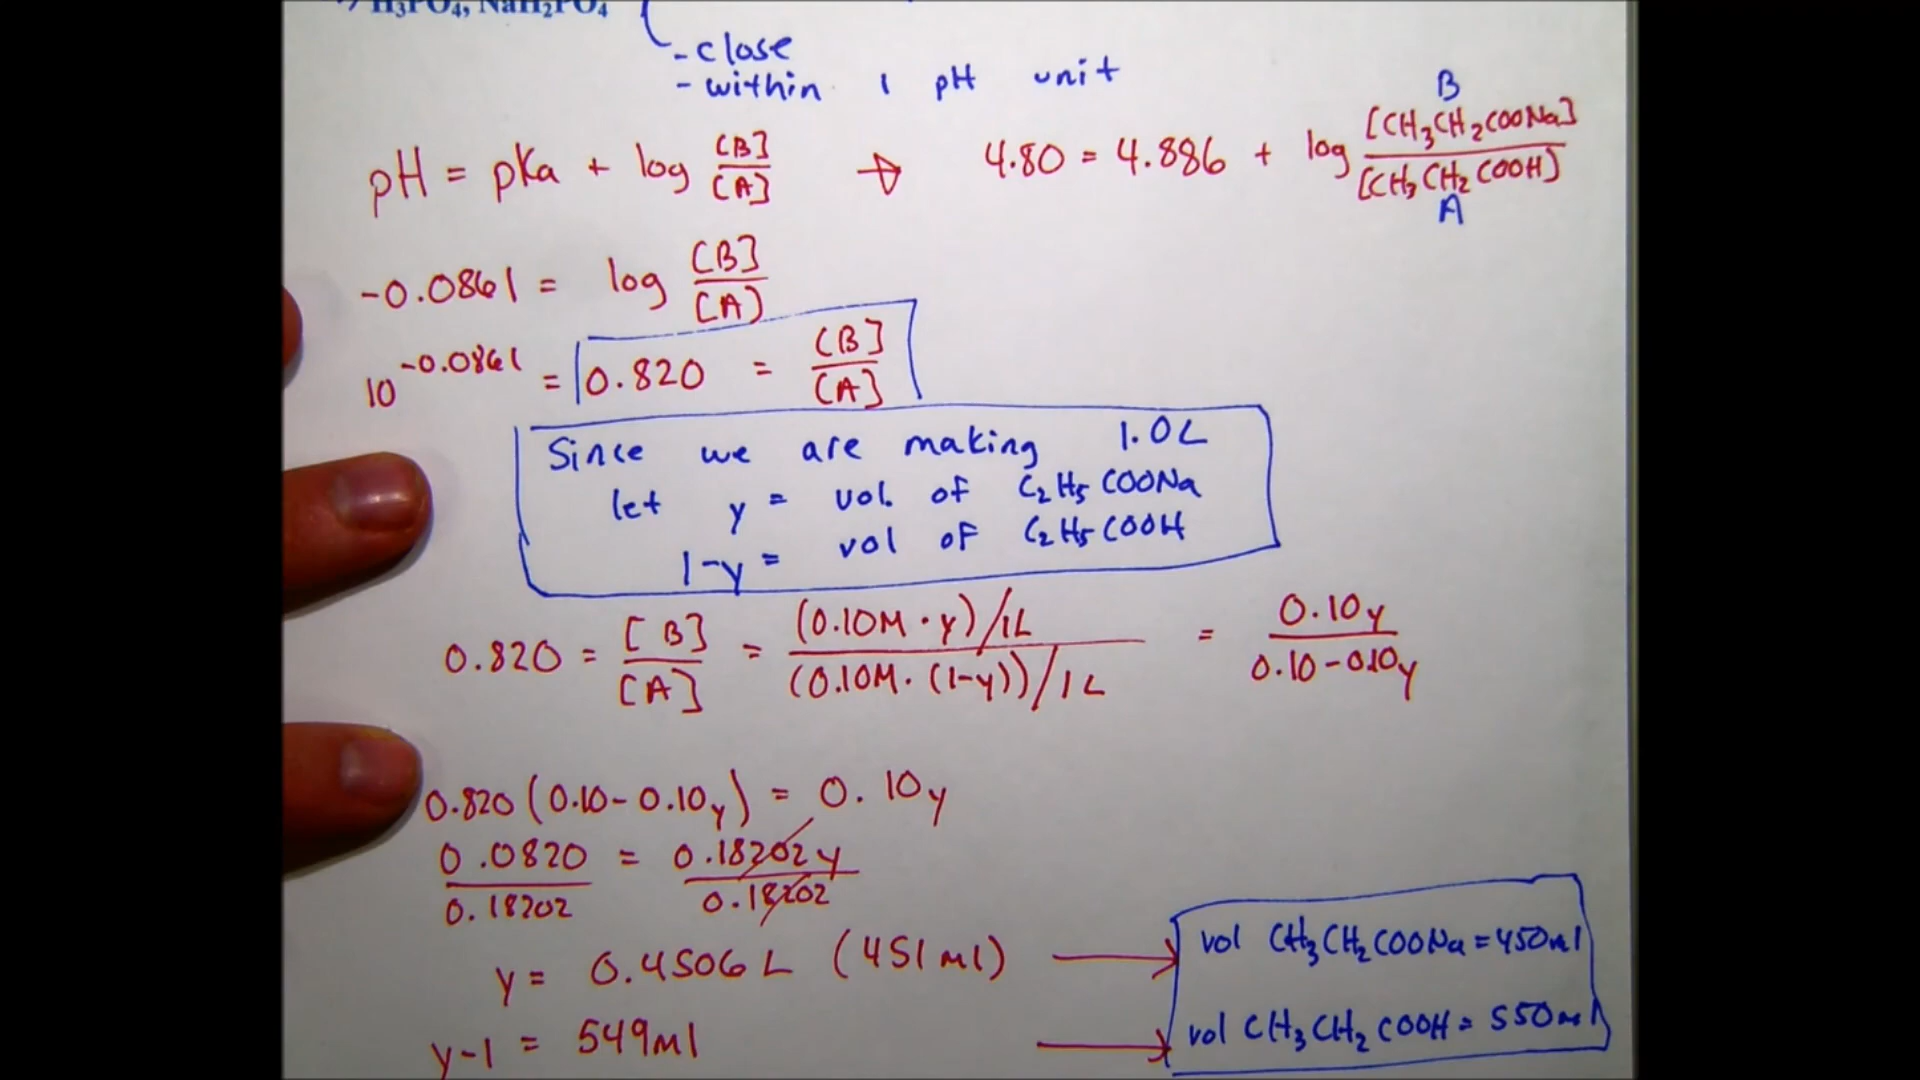 H₃PO₄, NaH₂PO₄
- close
- within 1 pH unit
pH = pKa + log [B]/[A] → 4.80 = 4.886 + log [CH₃CH₂COONa]/[CH₃CH₂COOH]
B
A
-0.0861 = log [B]/[A]
10^-0.0861 = 0.820 = [B]/[A]
Since we are making 1.0L
let y = vol. of C₂H₅COONa
1-y = vol of C₂H₅COOH
0.820 = [B]/[A] = (0.10M · y)/1L / (0.10M · (1-y))/1L = 0.10y / 0.10-0.10y
0.820 (0.10 - 0.10y) = 0.10y
0.0820 = 0.18202y
0.18202 0.18202
y = 0.4506 L (451 ml) → vol CH₃CH₂COONa = 450ml
y-1 = 549ml → vol CH₃CH₂COOH = 550ml